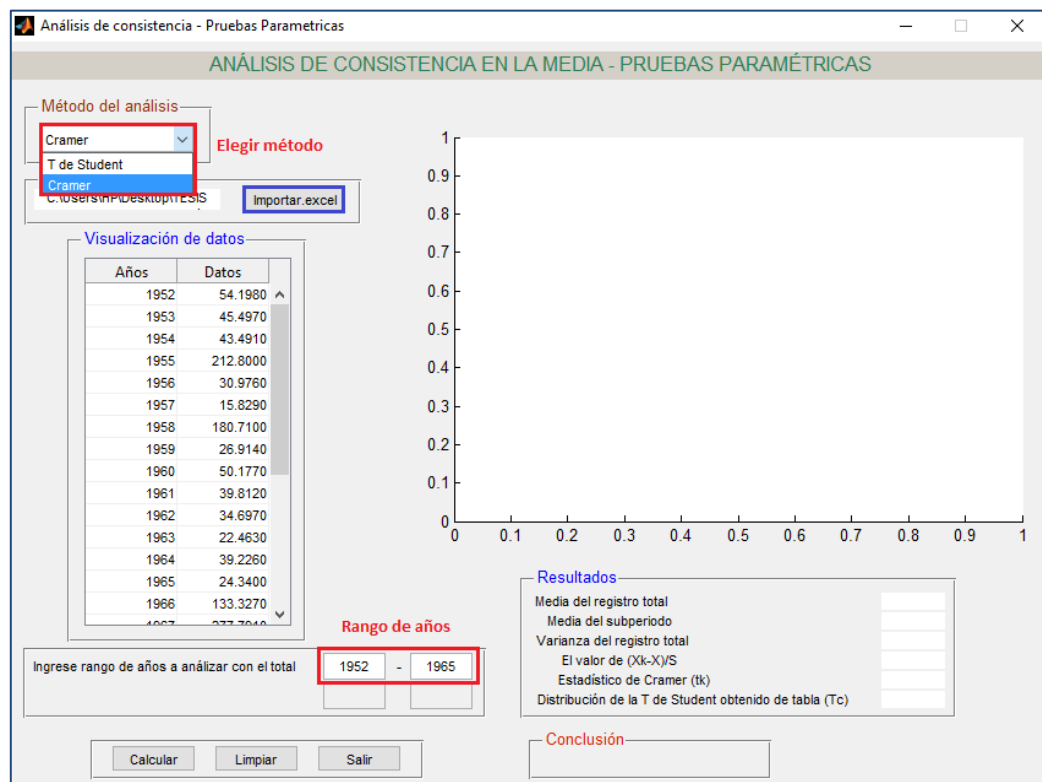 Análisis de consistencia - Pruebas Parametricas
ANÁLISIS DE CONSISTENCIA EN LA MEDIA - PRUEBAS PARAMÉTRICAS
Método del análisis
Cramer
Elegir método
T de Student
Cramer
C:\Users\HP\Desktop\TESIS
Importar.excel
Visualización de datos
Años Datos
1952 54.1980
1953 45.4970
1954 43.4910
1955 212.8000
1956 30.9760
1957 15.8290
1958 180.7100
1959 26.9140
1960 50.1770
1961 39.8120
1962 34.6970
1963 22.4630
1964 39.2260
1965 24.3400
1966 133.3270
1967 277.7910
1
0.9
0.8
0.7
0.6
0.5
0.4
0.3
0.2
0.1
0
0 0.1 0.2 0.3 0.4 0.5 0.6 0.7 0.8 0.9 1
Rango de años
Ingrese rango de años a análizar con el total 1952 - 1965
Resultados
Media del registro total
Media del subperiodo
Varianza del registro total
El valor de (Xk-X)/S
Estadístico de Cramer (tk)
Distribución de la T de Student obtenido de tabla (Tc)
Calcular Limpiar Salir
Conclusión